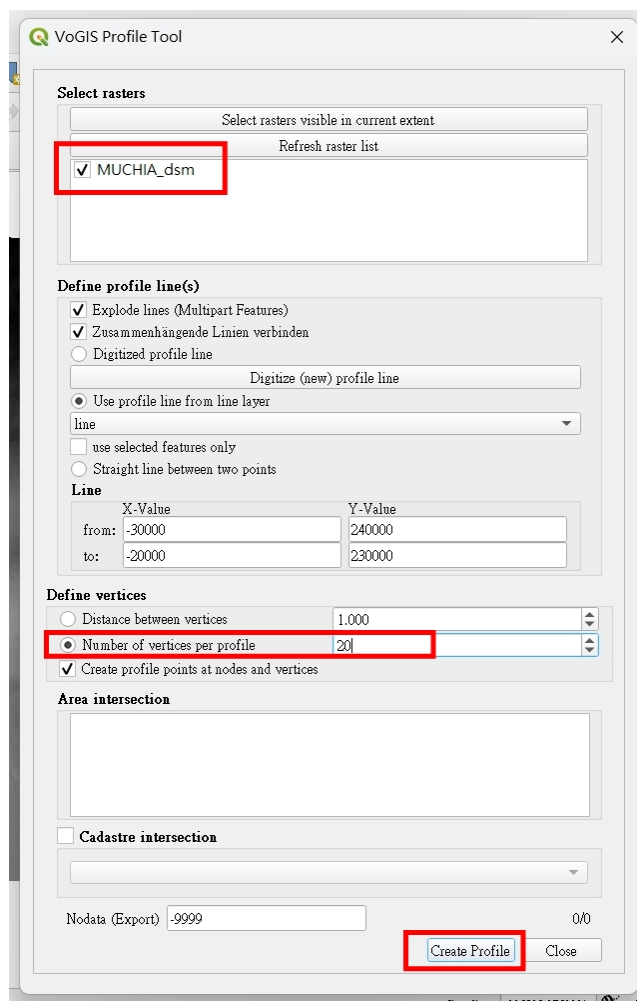 VoGIS Profile Tool
Select rasters
Select rasters visible in current extent
Refresh raster list
MUCHIA_dsm
Define profile line(s)
Explode lines (Multipart Features)
Zusammenhängende Linien verbinden
Digitized profile line
Digitize (new) profile line
Use profile line from line layer
line
use selected features only
Straight line between two points
Line
X-Value Y-Value
from: -30000 240000
to: -20000 230000
Define vertices
Distance between vertices 1.000
Number of vertices per profile 20
Create profile points at nodes and vertices
Area intersection
Cadastre intersection
Nodata (Export) -9999 0/0
Create Profile Close